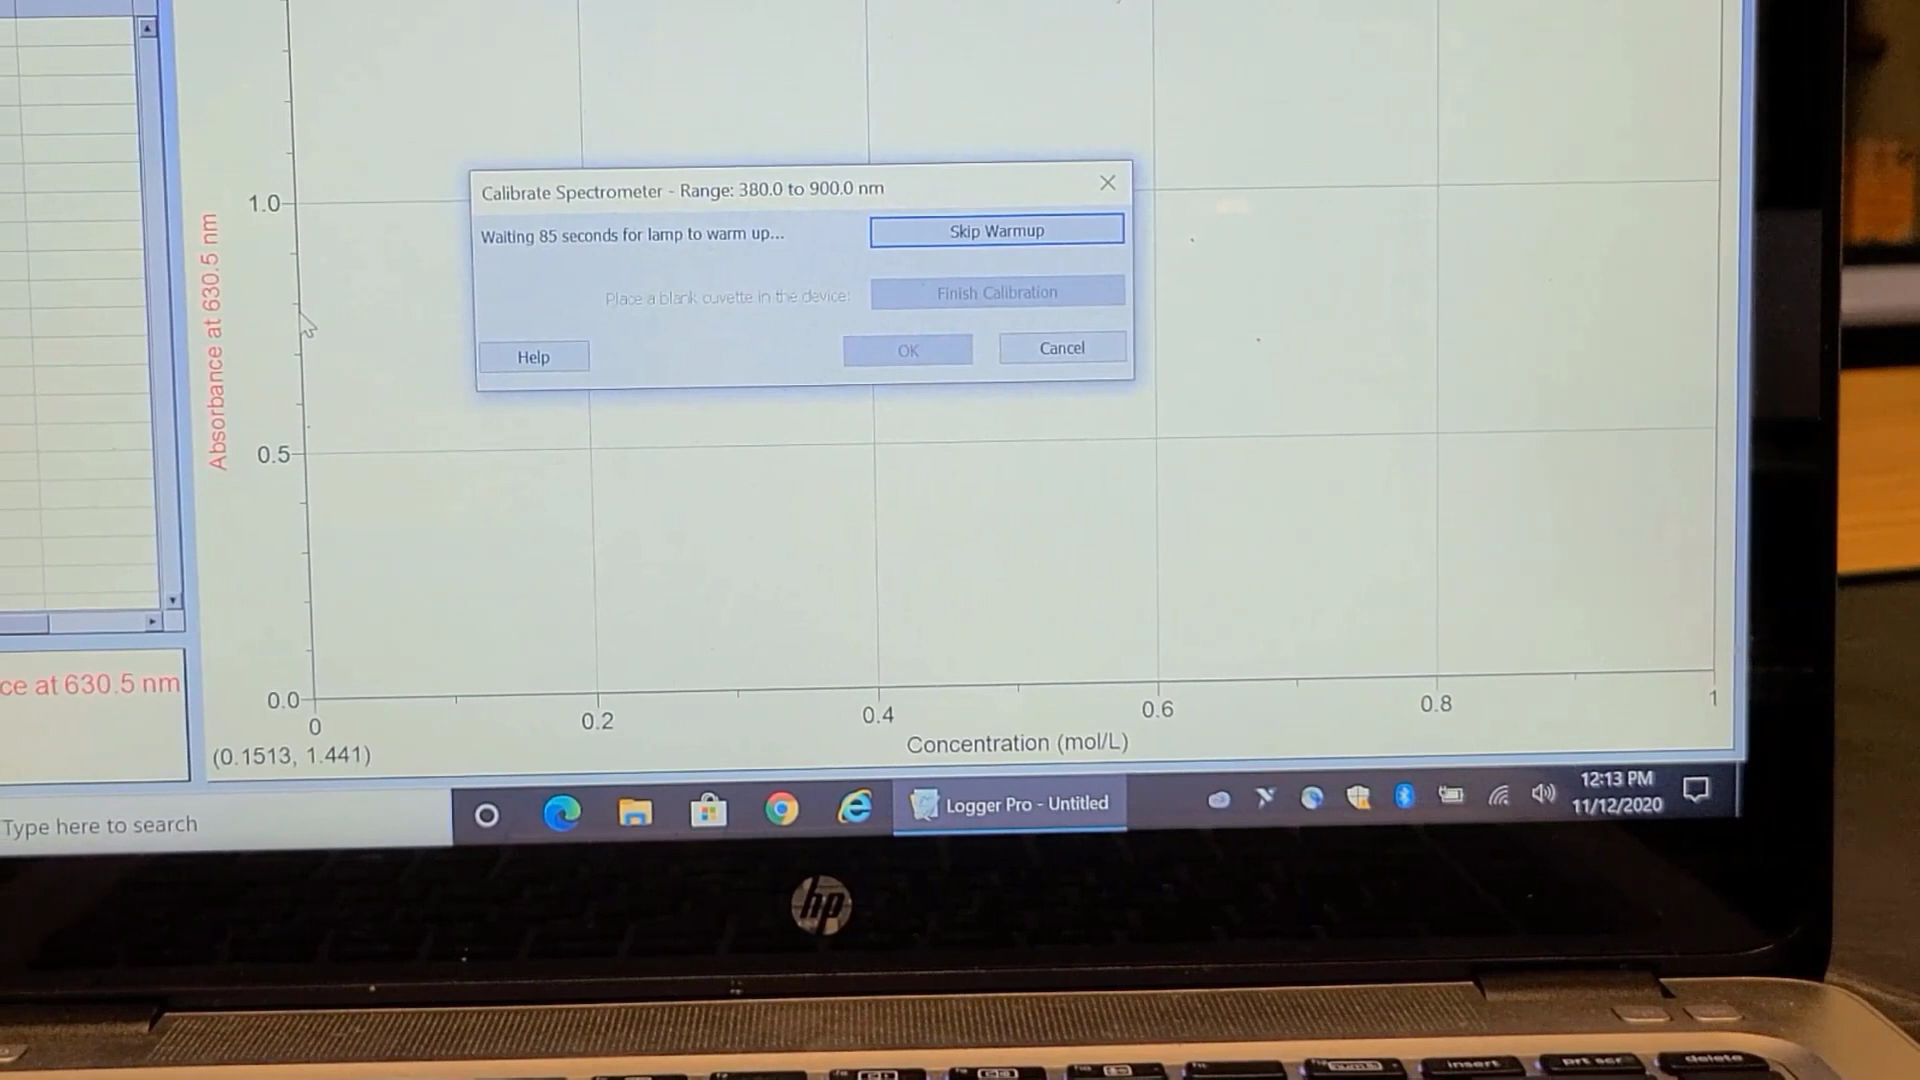 Calibrate Spectrometer - Range: 380.0 to 900.0 nm
Waiting 85 seconds for lamp to warm up...
Skip Warmup
Place a blank cuvette in the device:
Finish Calibration
Help
OK
Cancel
Absorbance at 630.5 nm
1.0
0.5
0.0
0
0.2
0.4
0.6
0.8
1
Concentration (mol/L)
(0.1513, 1.441)
ce at 630.5 nm
Type here to search
Logger Pro - Untitled
12:13 PM
11/12/2020
hp
insert
prt scr
delete